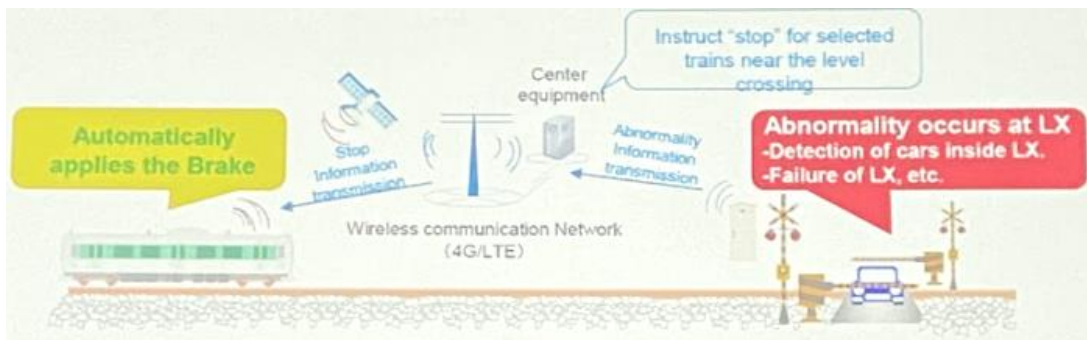 Instruct "stop" for selected
trains near the level
crossing
Center
equipment
Automatically
applies the Brake
Stop
Information
transmission
Abnormality
Information
transmission
Abnormality occurs at LX
-Detection of cars inside LX.
-Failure of LX, etc.
Wireless communication Network
(4G/LTE)